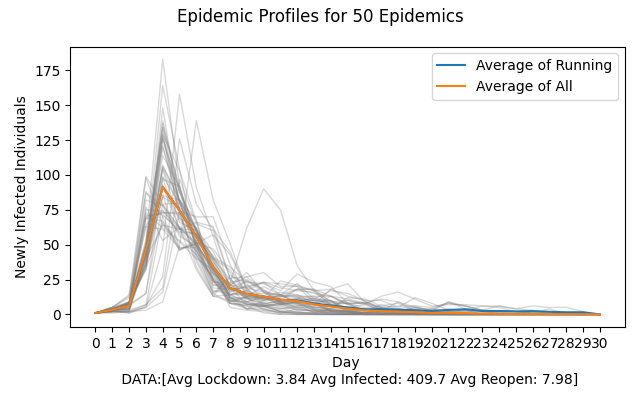 Epidemic Profiles for 50 Epidemics
Average of Running
Average of All
Newly Infected Individuals
175
150
125
100
75
50
25
0
0 1 2 3 4 5 6 7 8 9 10 11 12 13 14 15 16 17 18 19 20 21 22 23 24 25 26 27 28 29 30
Day
DATA:[Avg Lockdown: 3.84 Avg Infected: 409.7 Avg Reopen: 7.98]